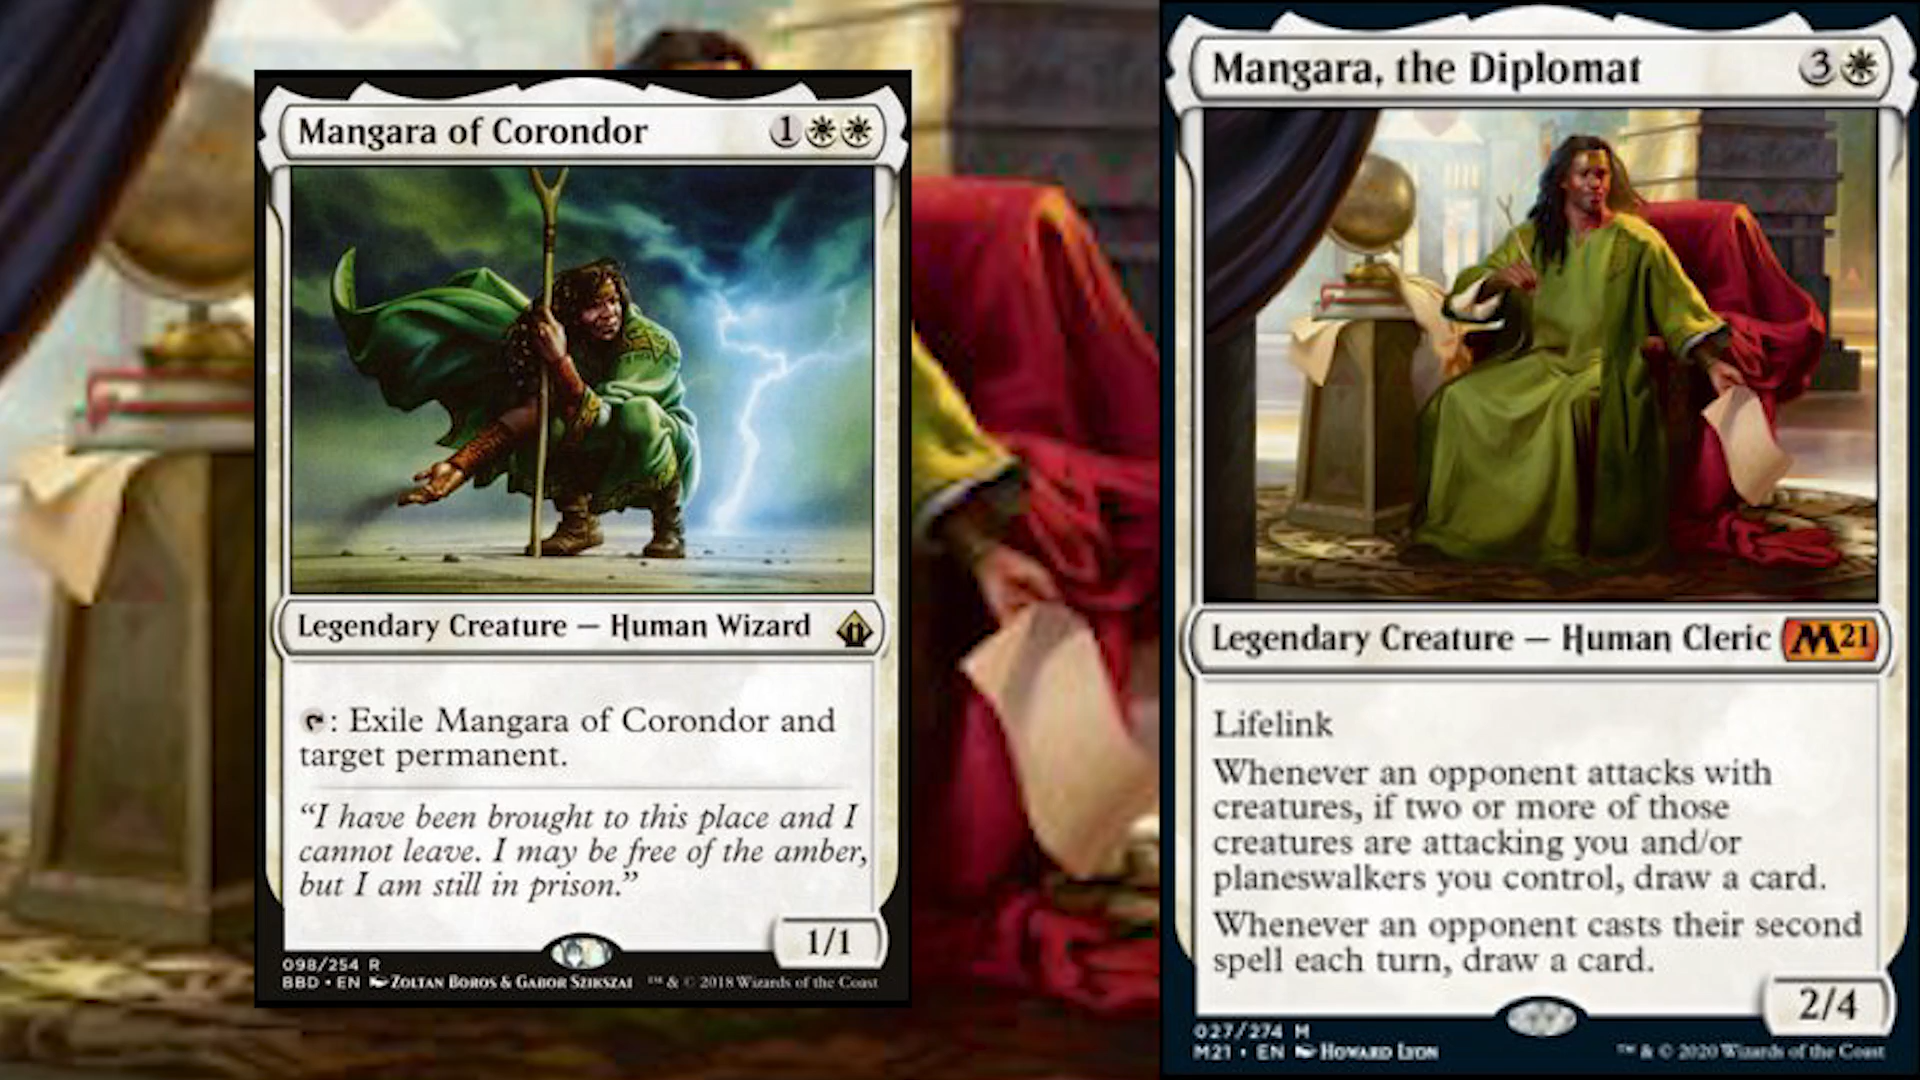 Mangara of Corondor 1
Legendary Creature — Human Wizard
: Exile Mangara of Corondor and
target permanent.
“I have been brought to this place and I
cannot leave. I may be free of the amber,
but I am still in prison.”
1/1
098/254 R
BBD • EN Zoltan Boros & Gabor Szikszai ™ & © 2018 Wizards of the Coast
Mangara, the Diplomat 3
Legendary Creature — Human Cleric M21
Lifelink
Whenever an opponent attacks with
creatures, if two or more of those
creatures are attacking you and/or
planeswalkers you control, draw a card.
Whenever an opponent casts their second
spell each turn, draw a card.
2/4
027/274 M
M21 • EN Howard Lyon ™ & © 2020 Wizards of the Coast